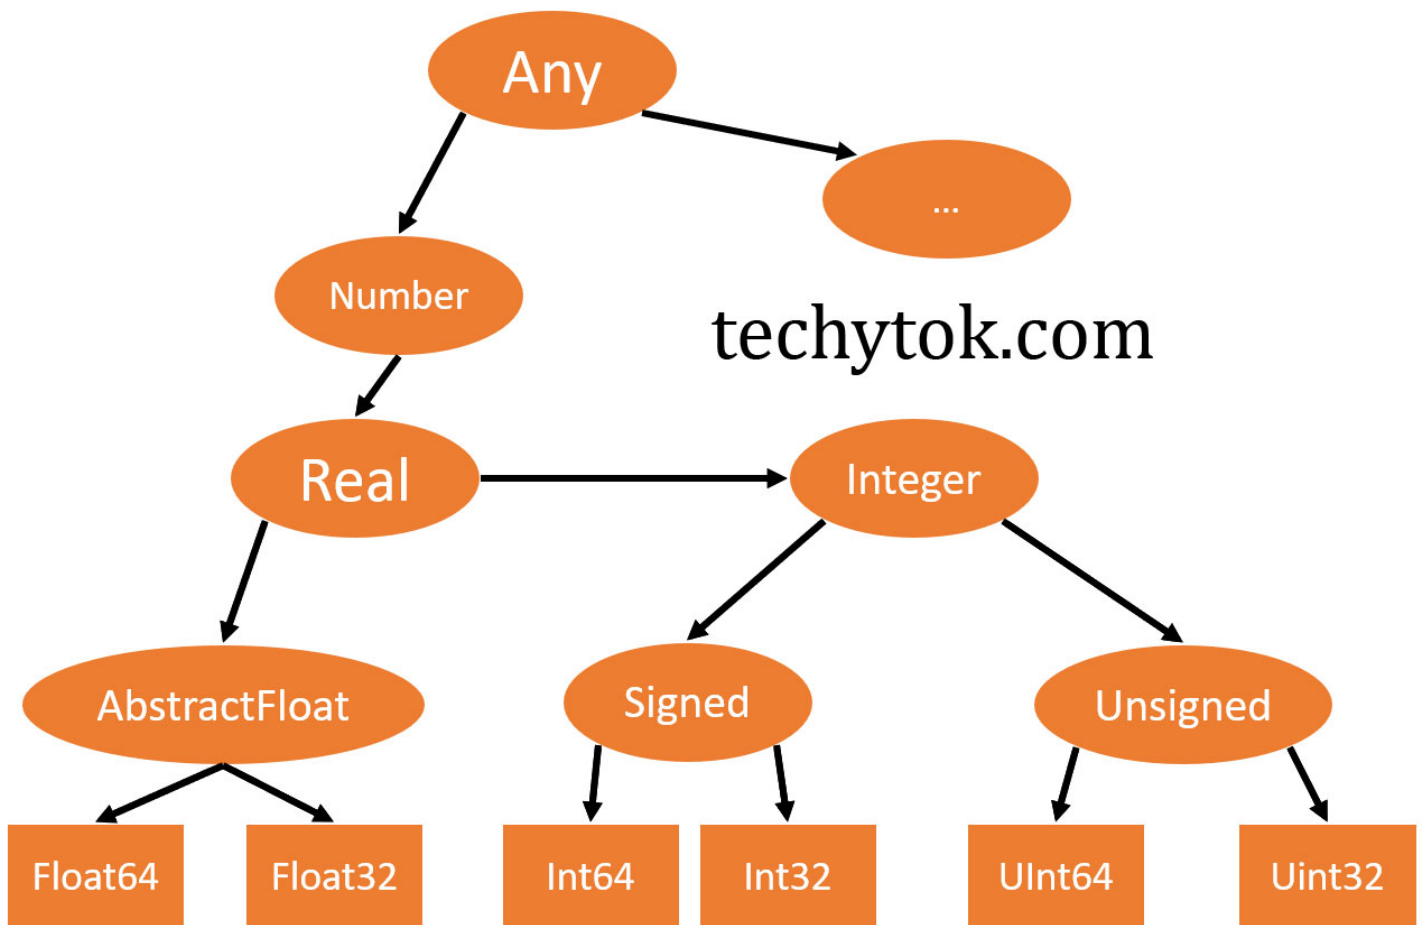 Any
...
Number
techytok.com
Real
Integer
AbstractFloat
Signed
Unsigned
Float64
Float32
Int64
Int32
UInt64
Uint32